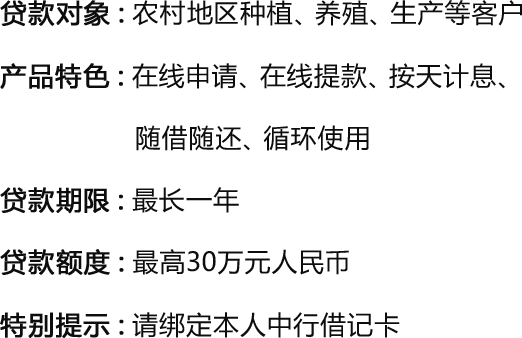 贷款对象：农村地区种植、养殖、生产等客户
产品特色：在线申请、在线提款、按天计息、
随借随还、循环使用
贷款期限：最长一年
贷款额度：最高30万元人民币
特别提示：请绑定本人中行借记卡